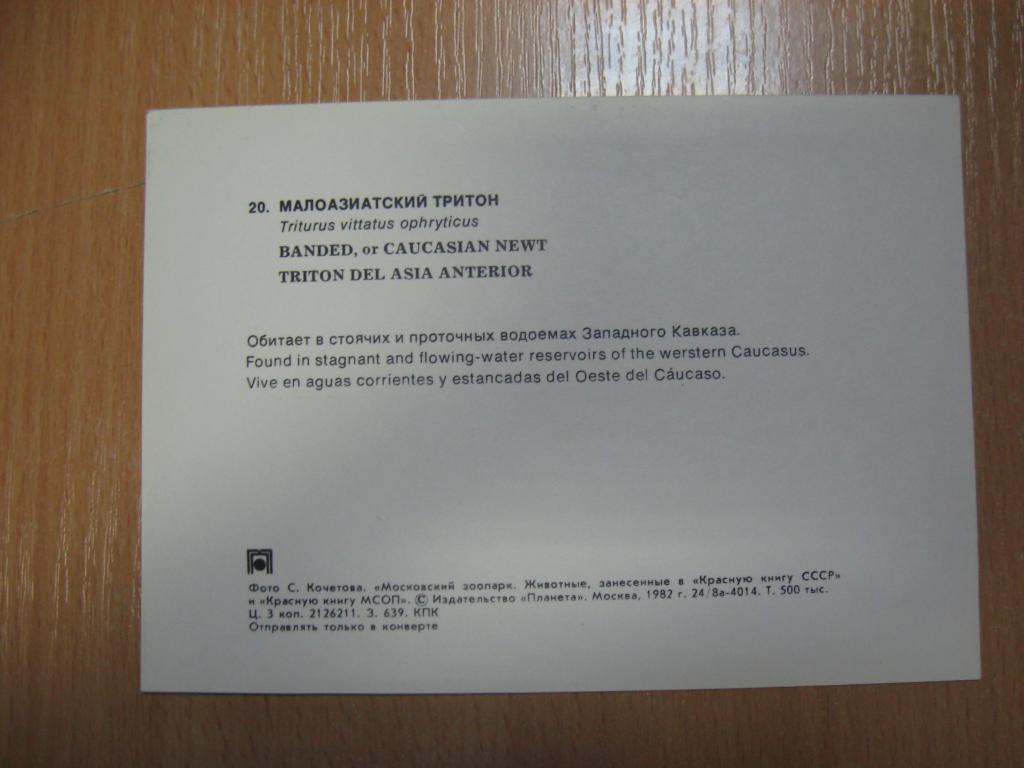 20. МАЛОАЗИАТСКИЙ ТРИТОН
Triturus vittatus ophryticus
BANDED, or CAUCASIAN NEWT
TRITON DEL ASIA ANTERIOR
Обитает в стоячих и проточных водоемах Западного Кавказа.
Found in stagnant and flowing-water reservoirs of the werstern Caucasus.
Vive en aguas corrientes y estancadas del Oeste del Cáucaso.
Фото С. Кочетова. «Московский зоопарк. Животные, занесенные в «Красную книгу СССР»
и «Красную книгу МСОП». © Издательство «Планета». Москва, 1982 г. 24/8а-4014. Т. 500 тыс.
Ц. 3 коп. 2126211. З. 639. КПК
Отправлять только в конверте